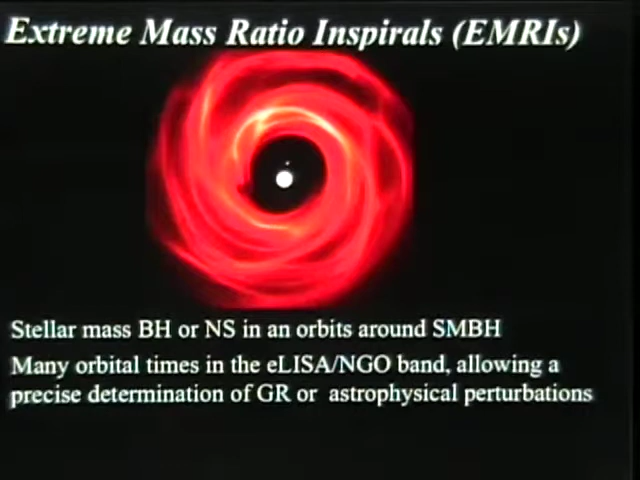 Extreme Mass Ratio Inspirals (EMRIs)
Stellar mass BH or NS in an orbits around SMBH
Many orbital times in the eLISA/NGO band, allowing a
precise determination of GR or astrophysical perturbations